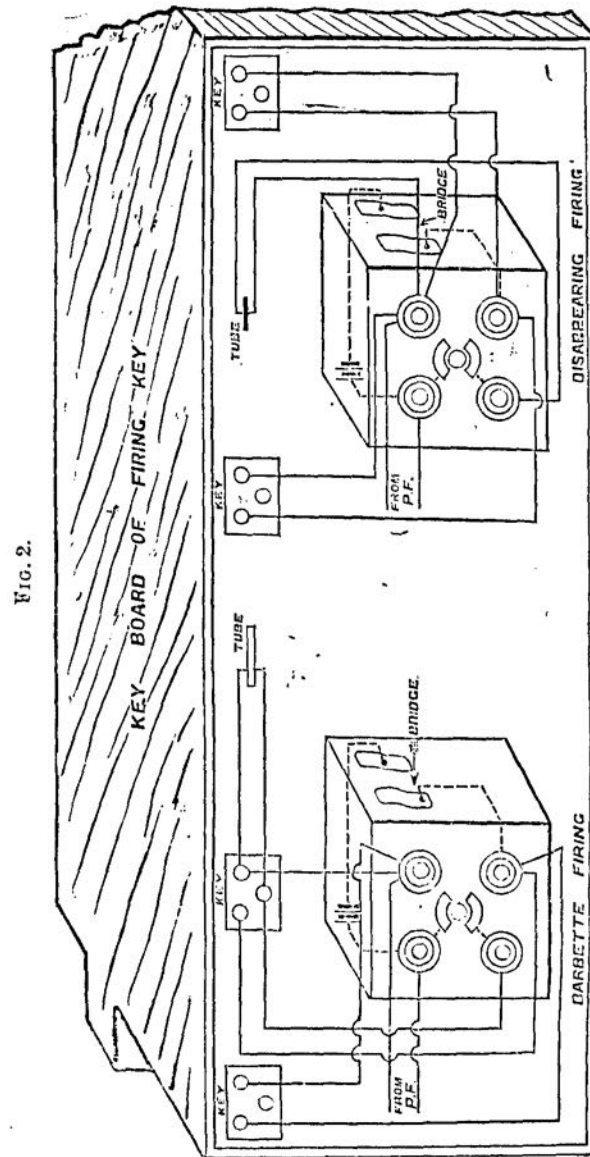 FIG. 2.
KEY BOARD OF FIRING KEY
KEY
TUBE
KEY
KEY
TUBE
KEY
BRIDGE
BRIDGE
FROM
P.F.
FROM
P.F.
BARBETTE FIRING
DISAPPEARING FIRING